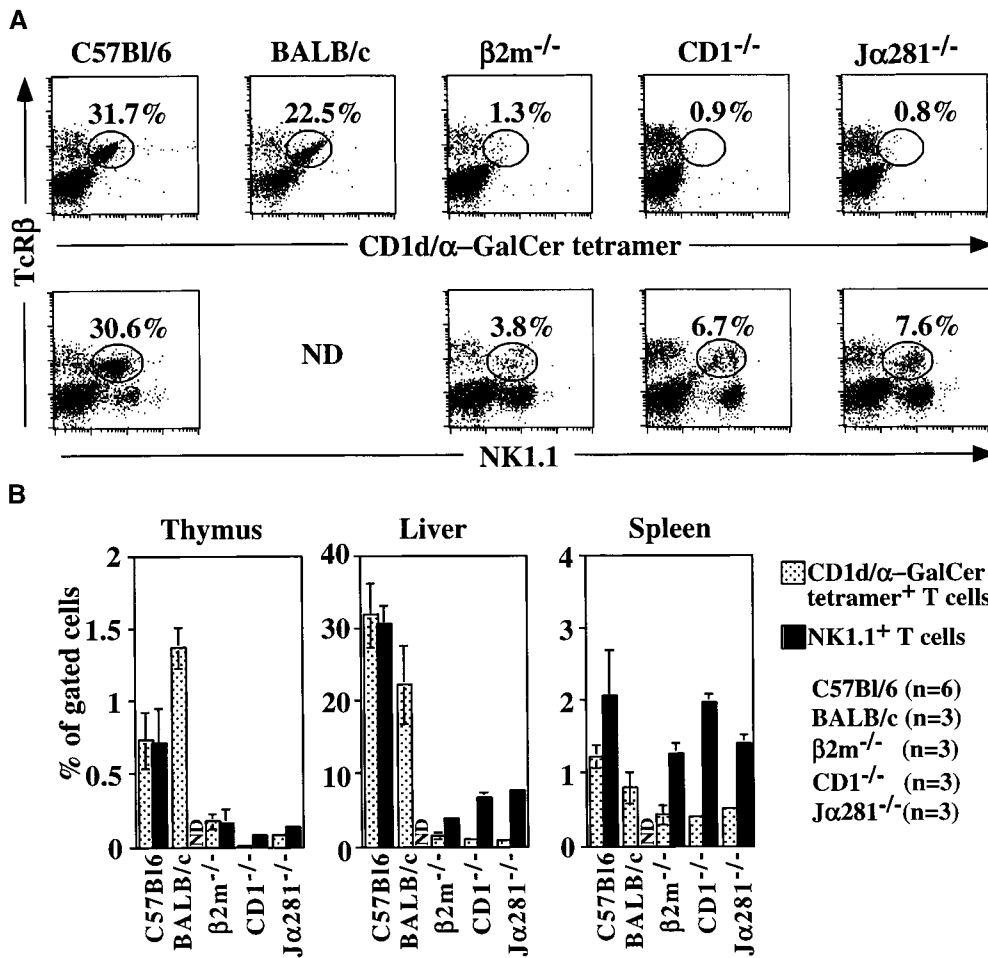 A
C57Bl/6 BALB/c β2m-/- CD1-/- Jα281-/-
31.7% 22.5% 1.3% 0.9% 0.8%
TcRβ
CD1d/α–GalCer tetramer
30.6% ND 3.8% 6.7% 7.6%
NK1.1
B
Thymus Liver Spleen
% of gated cells
2
1.5
1
0.5
0
40
30
20
10
0
4
3
2
1
0
ND
ND
ND
C57Bl6 BALB/c β2m-/- CD1-/- Jα281-/-
C57Bl6 BALB/c β2m-/- CD1-/- Jα281-/-
C57Bl6 BALB/c β2m-/- CD1-/- Jα281-/-
CD1d/α–GalCer
tetramer+ T cells
NK1.1+ T cells
C57Bl/6 (n=6)
BALB/c (n=3)
β2m-/- (n=3)
CD1-/- (n=3)
Jα281-/- (n=3)